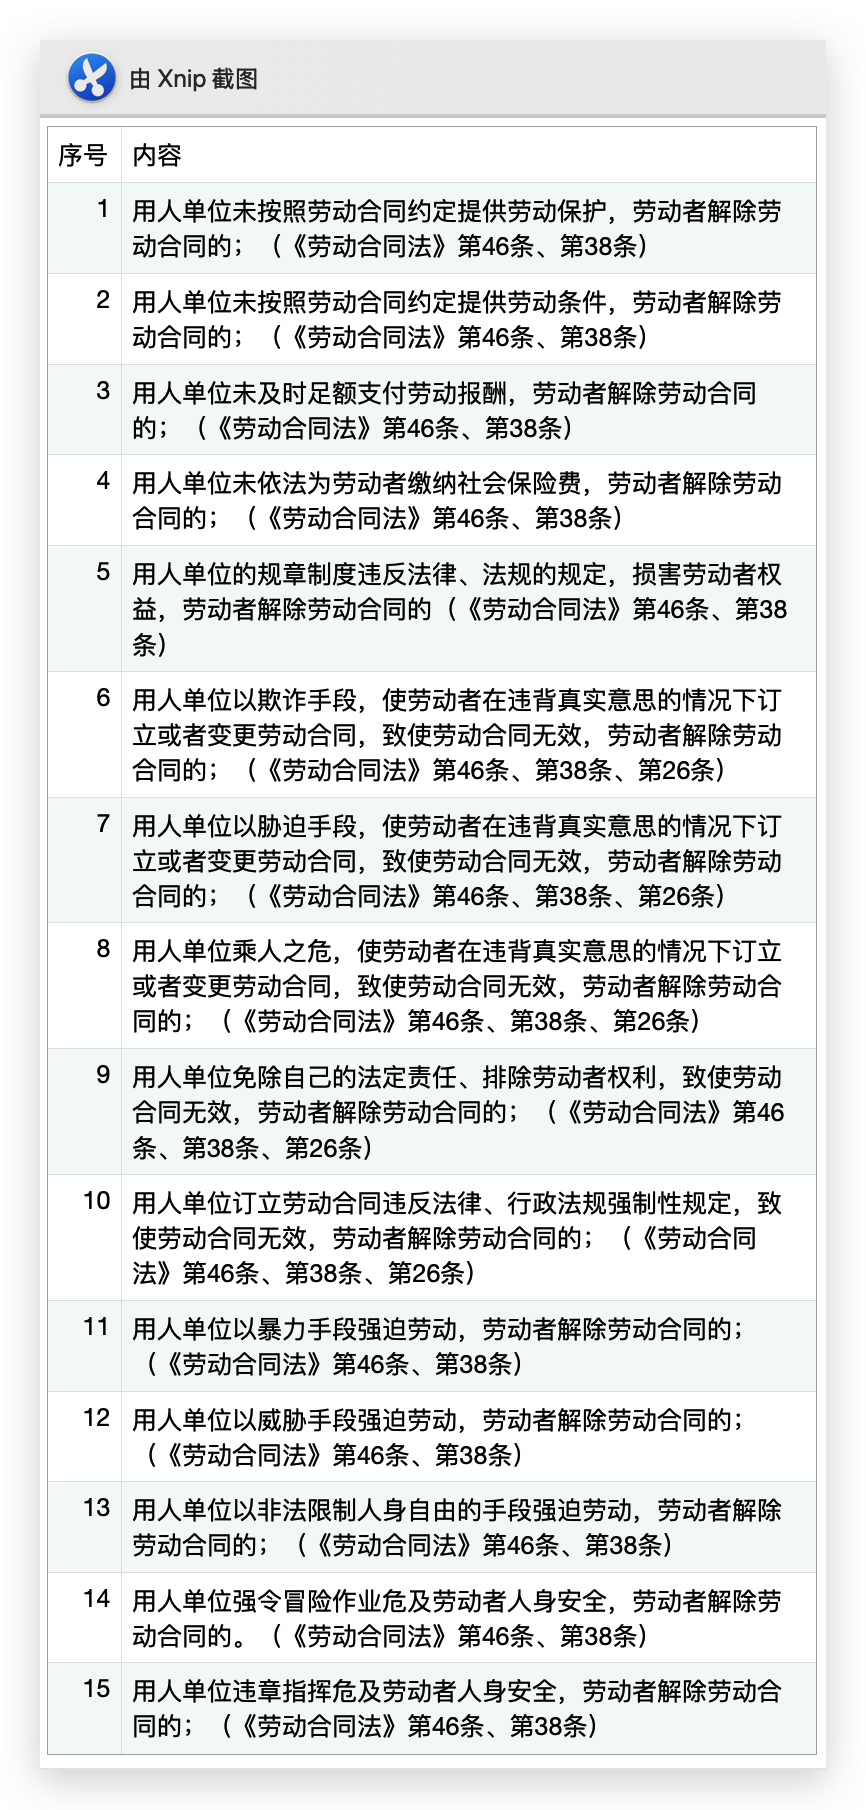 由 Xnip 截图
序号 内容
1 用人单位未按照劳动合同约定提供劳动保护，劳动者解除劳
动合同的；（《劳动合同法》第46条、第38条）
2 用人单位未按照劳动合同约定提供劳动条件，劳动者解除劳
动合同的；（《劳动合同法》第46条、第38条）
3 用人单位未及时足额支付劳动报酬，劳动者解除劳动合同
的；（《劳动合同法》第46条、第38条）
4 用人单位未依法为劳动者缴纳社会保险费，劳动者解除劳动
合同的；（《劳动合同法》第46条、第38条）
5 用人单位的规章制度违反法律、法规的规定，损害劳动者权
益，劳动者解除劳动合同的（《劳动合同法》第46条、第38
条）
6 用人单位以欺诈手段，使劳动者在违背真实意思的情况下订
立或者变更劳动合同，致使劳动合同无效，劳动者解除劳动
合同的；（《劳动合同法》第46条、第38条、第26条）
7 用人单位以胁迫手段，使劳动者在违背真实意思的情况下订
立或者变更劳动合同，致使劳动合同无效，劳动者解除劳动
合同的；（《劳动合同法》第46条、第38条、第26条）
8 用人单位乘人之危，使劳动者在违背真实意思的情况下订立
或者变更劳动合同，致使劳动合同无效，劳动者解除劳动合
同的；（《劳动合同法》第46条、第38条、第26条）
9 用人单位免除自己的法定责任、排除劳动者权利，致使劳动
合同无效，劳动者解除劳动合同的；（《劳动合同法》第46
条、第38条、第26条）
10 用人单位订立劳动合同违反法律、行政法规强制性规定，致
使劳动合同无效，劳动者解除劳动合同的；（《劳动合同
法》第46条、第38条、第26条）
11 用人单位以暴力手段强迫劳动，劳动者解除劳动合同的；
（《劳动合同法》第46条、第38条）
12 用人单位以威胁手段强迫劳动，劳动者解除劳动合同的；
（《劳动合同法》第46条、第38条）
13 用人单位以非法限制人身自由的手段强迫劳动，劳动者解除
劳动合同的；（《劳动合同法》第46条、第38条）
14 用人单位强令冒险作业危及劳动者人身安全，劳动者解除劳
动合同的。（《劳动合同法》第46条、第38条）
15 用人单位违章指挥危及劳动者人身安全，劳动者解除劳动合
同的；（《劳动合同法》第46条、第38条）